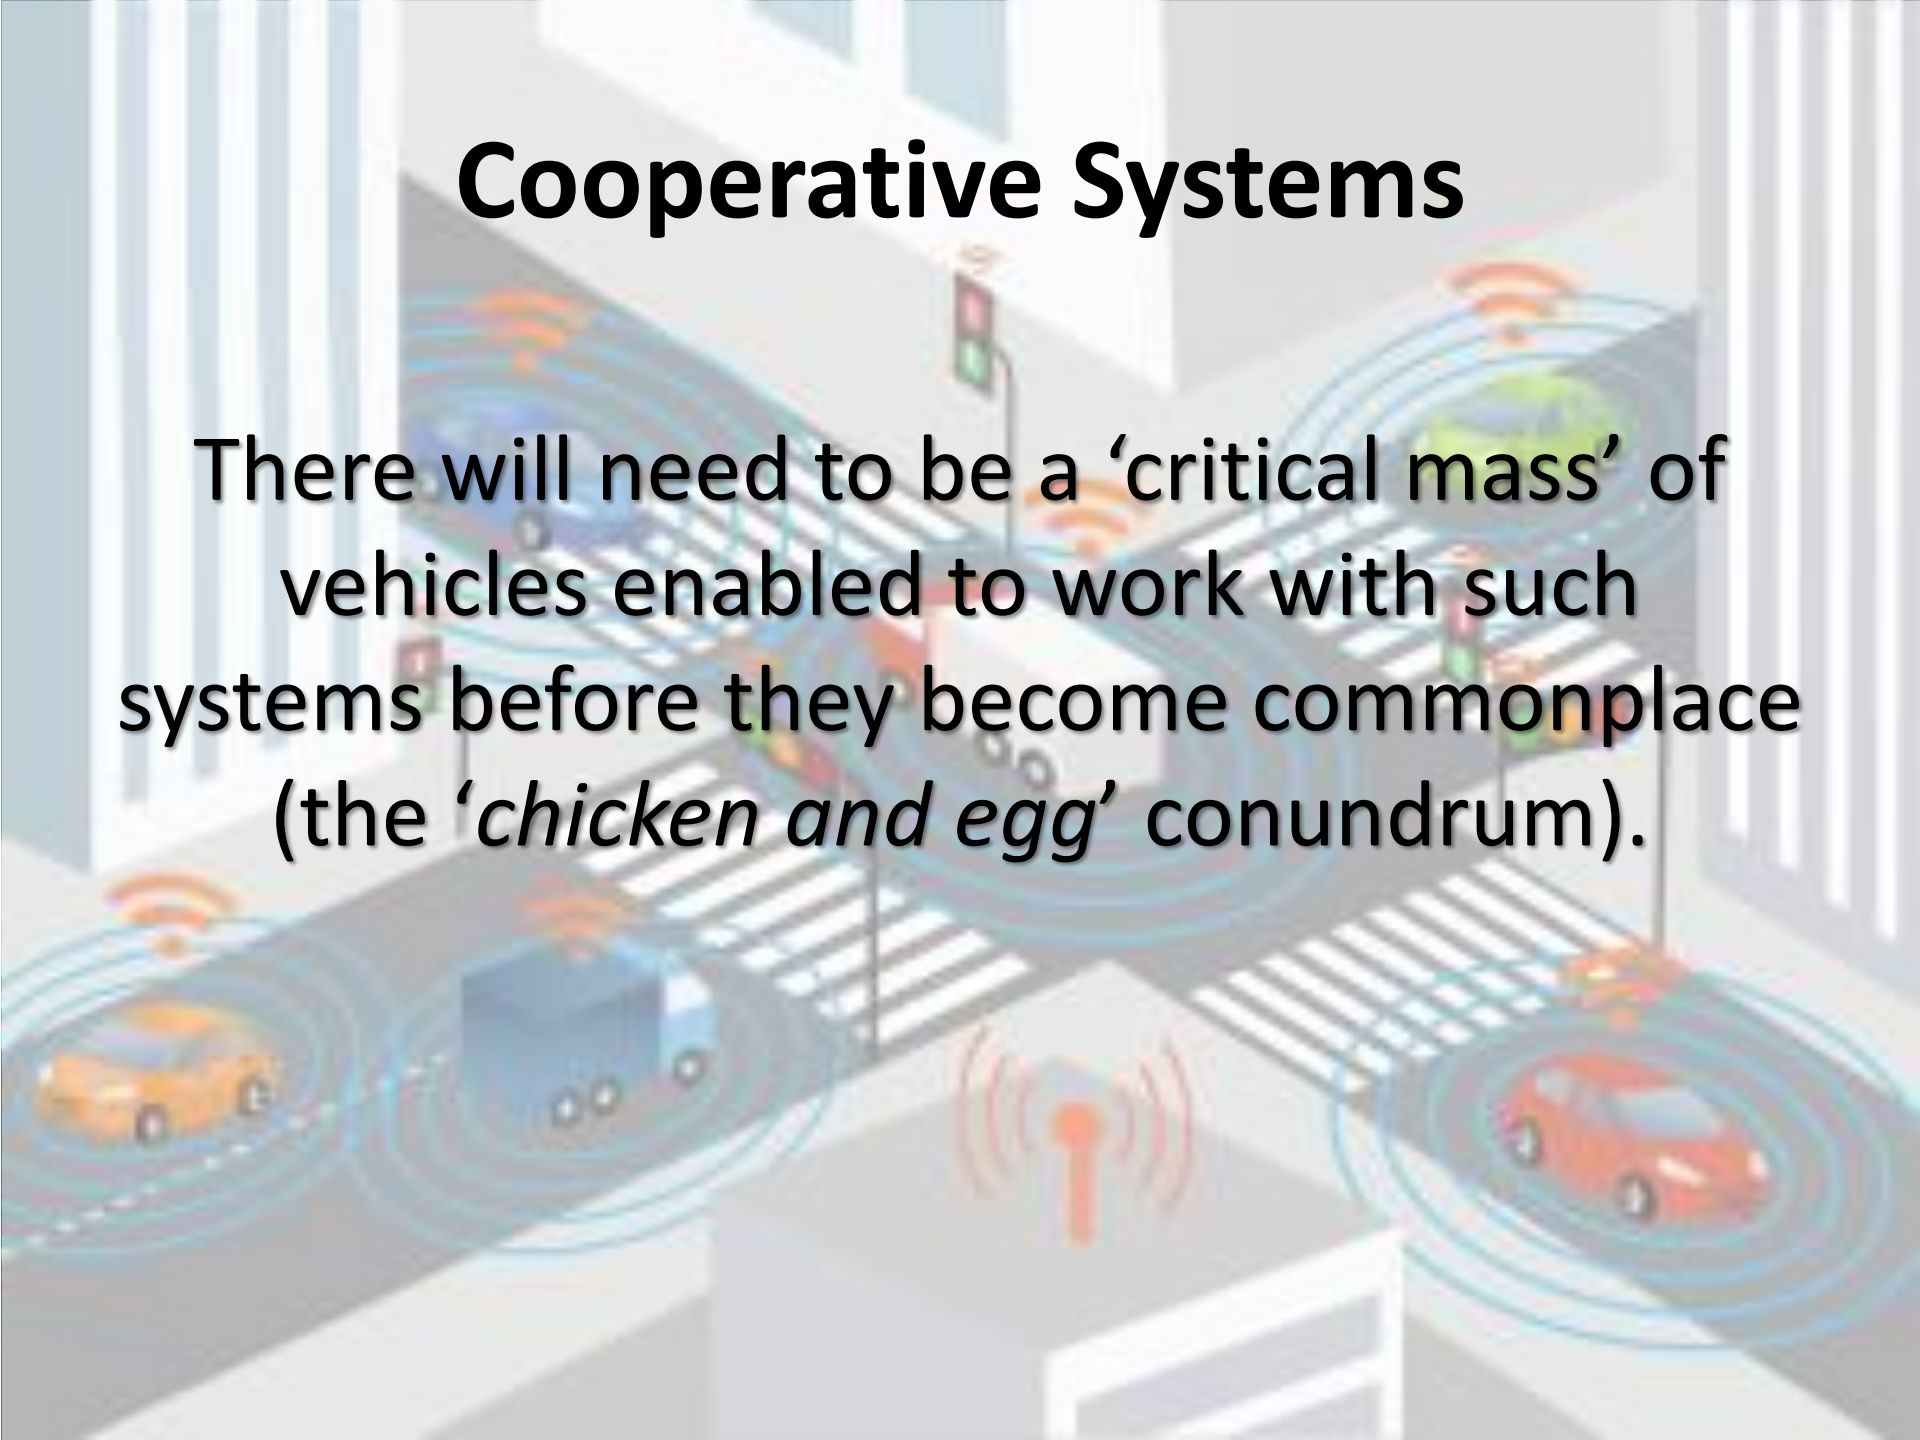 Cooperative Systems
There will need to be a ‘critical mass’ of
vehicles enabled to work with such
systems before they become commonplace
(the ‘chicken and egg’ conundrum).